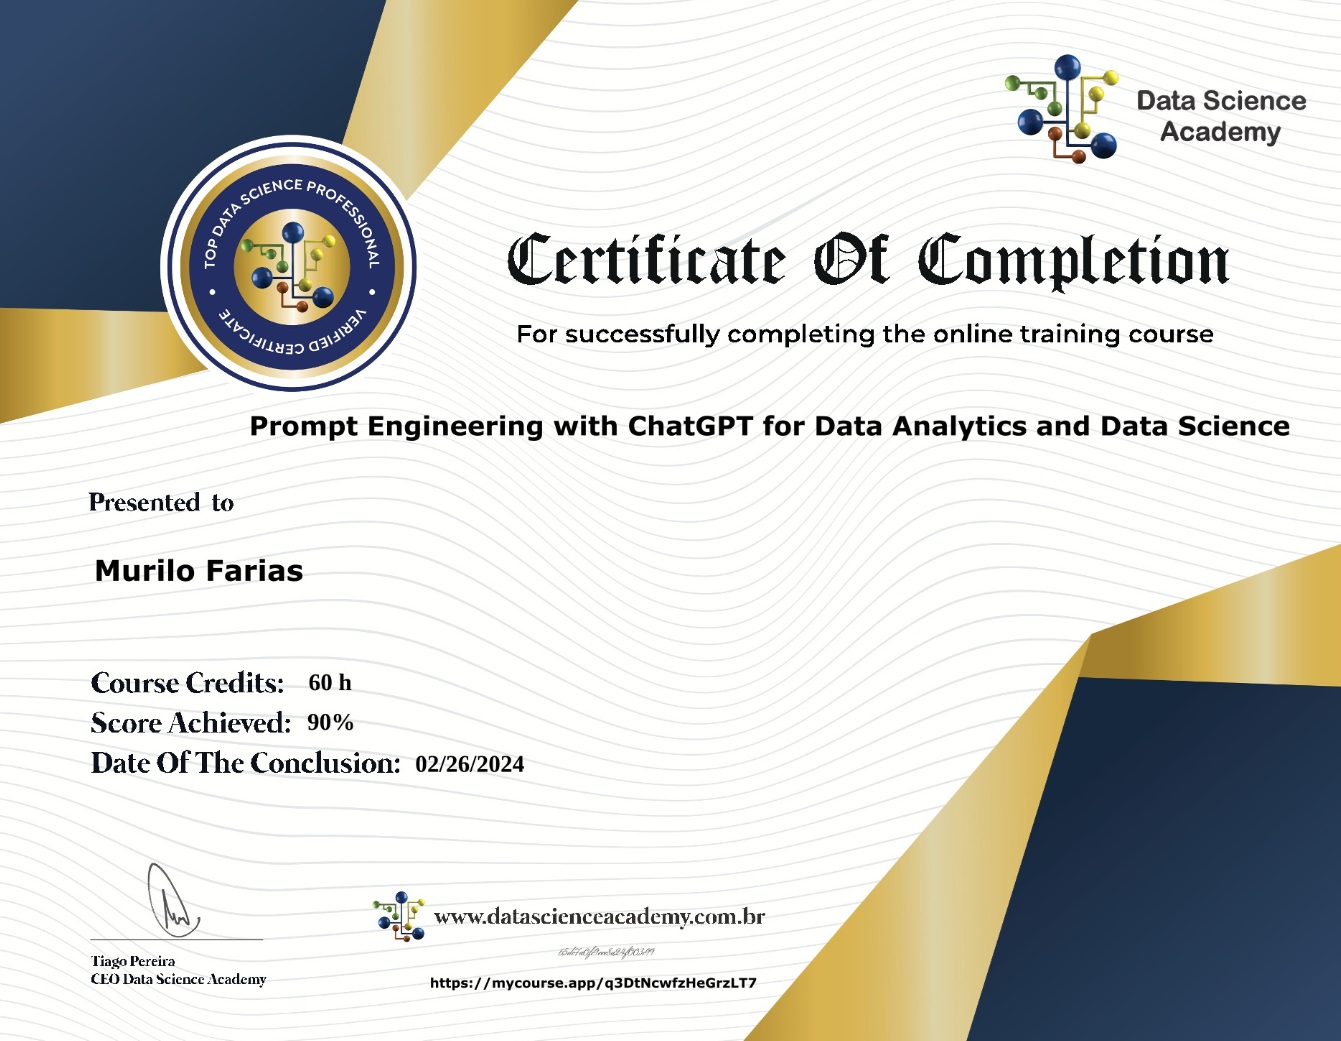 Data Science
Academy
TOP DATA SCIENCE PROFESSIONAL
• VERIFIED CERTIFICATE •
Certificate Of Completion
For successfully completing the online training course
Prompt Engineering with ChatGPT for Data Analytics and Data Science
Presented to
Murilo Farias
Course Credits: 60 h
Score Achieved: 90%
Date Of The Conclusion: 02/26/2024
www.datascienceacademy.com.br
Tiago Pereira
CEO Data Science Academy
https://mycourse.app/q3DtNcwfzHeGrzLT7